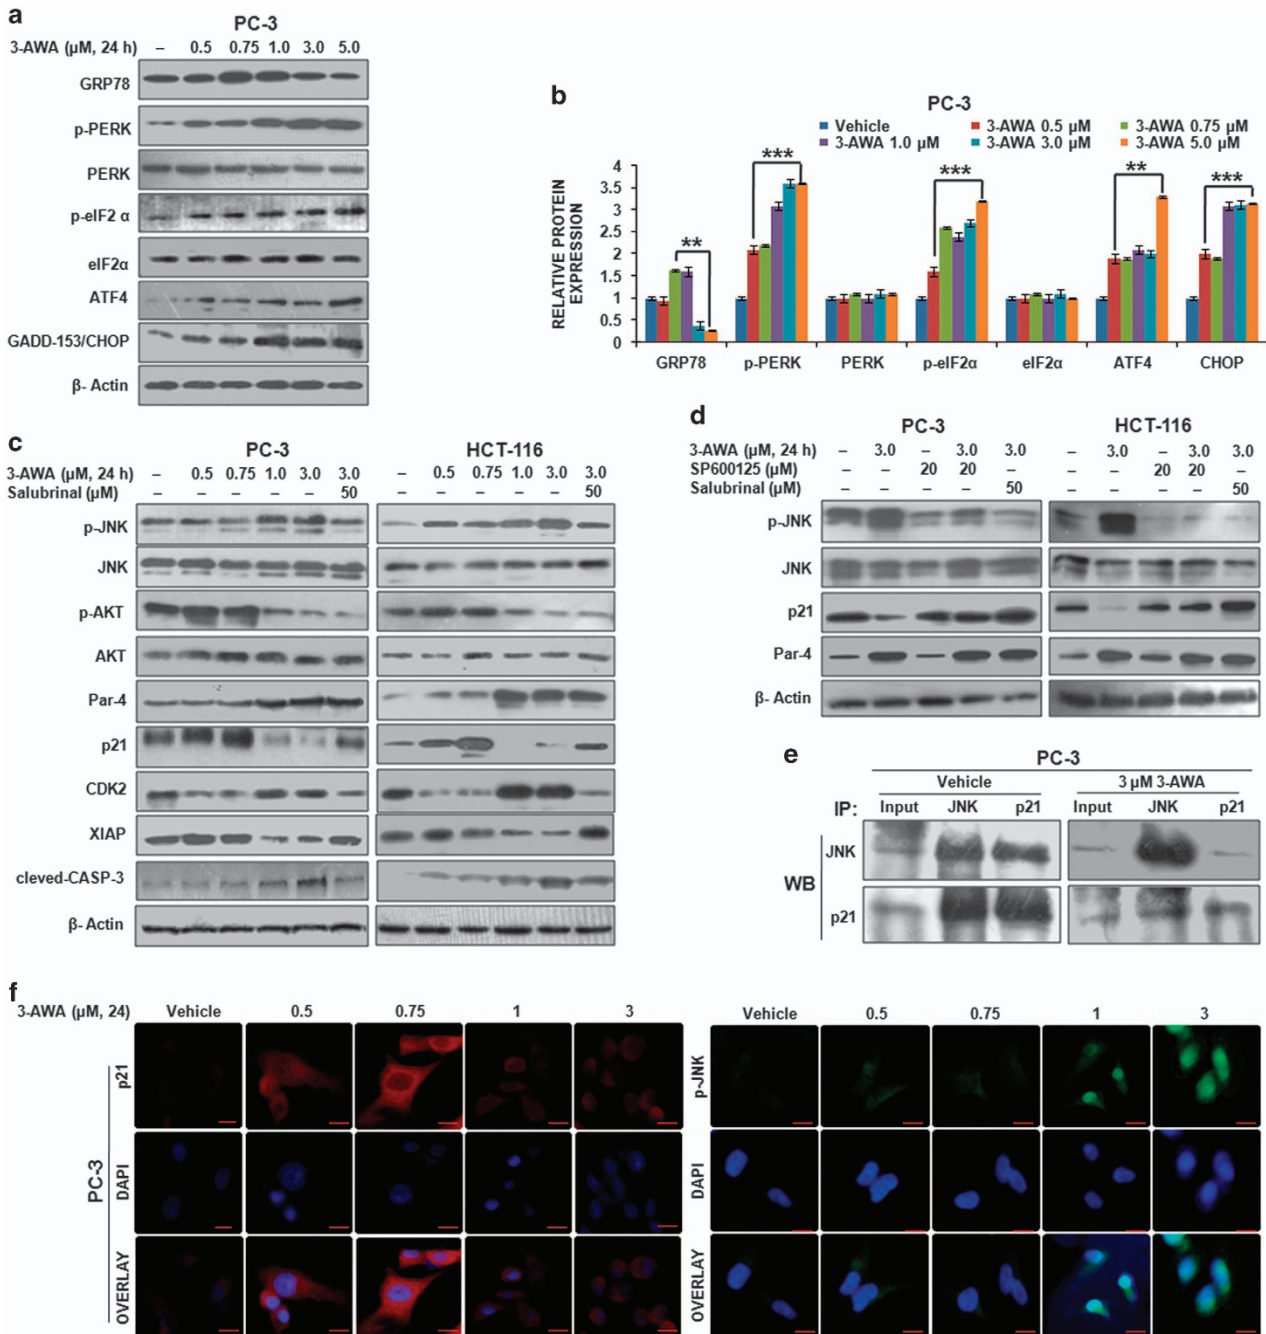 a
PC-3
3-AWA (µM, 24 h) – 0.5 0.75 1.0 3.0 5.0
GRP78
p-PERK
PERK
p-eIF2 α
eIF2α
ATF4
GADD-153/CHOP
β- Actin
b
PC-3
Vehicle 3-AWA 0.5 µM 3-AWA 0.75 µM
3-AWA 1.0 µM 3-AWA 3.0 µM 3-AWA 5.0 µM
RELATIVE PROTEIN
EXPRESSION
4
3.5
3
2.5
2
1.5
1
0.5
0
** *** *** ** ***
GRP78 p-PERK PERK p-eIF2α eIF2α ATF4 CHOP
c
PC-3 HCT-116
3-AWA (µM, 24 h) – 0.5 0.75 1.0 3.0 3.0 – 0.5 0.75 1.0 3.0 3.0
Salubrinal (µM) – – – – – 50 – – – – – 50
p-JNK
JNK
p-AKT
AKT
Par-4
p21
CDK2
XIAP
cleved-CASP-3
β- Actin
d
PC-3 HCT-116
3-AWA (µM, 24 h) – 3.0 – 3.0 3.0 – 3.0 – 3.0 3.0
SP600125 (µM) – – 20 20 – – – 20 20 –
Salubrinal (µM) – – – – 50 – – – – 50
p-JNK
JNK
p21
Par-4
β- Actin
e
PC-3
Vehicle 3 µM 3-AWA
IP: Input JNK p21 Input JNK p21
WB
JNK
p21
f
3-AWA (µM, 24) Vehicle 0.5 0.75 1 3 Vehicle 0.5 0.75 1 3
PC-3
p21
DAPI
OVERLAY
p-JNK
DAPI
OVERLAY